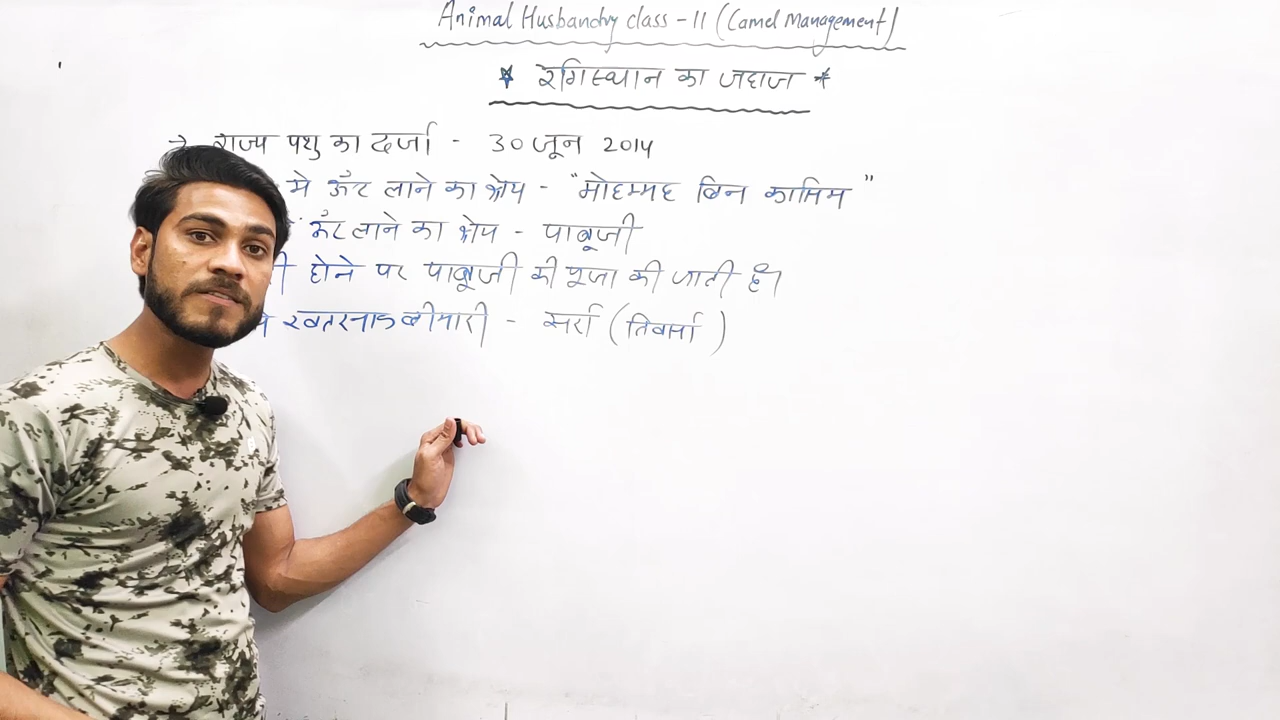 Animal Husbandry class - 11 (Camel Management)
* रेगिस्थान का जहाज *
→ राज्य पशु का दर्जा - 30 जून 2014
मे ऊँट लाने का श्रेय - "मोहम्मद बिन कासिम"
ऊँट लाने का श्रेय - पाबूजी
होने पर पाबूजी की पूजा की जाती है।
खतरनाक बीमारी - सर्रा (तिबर्सा)